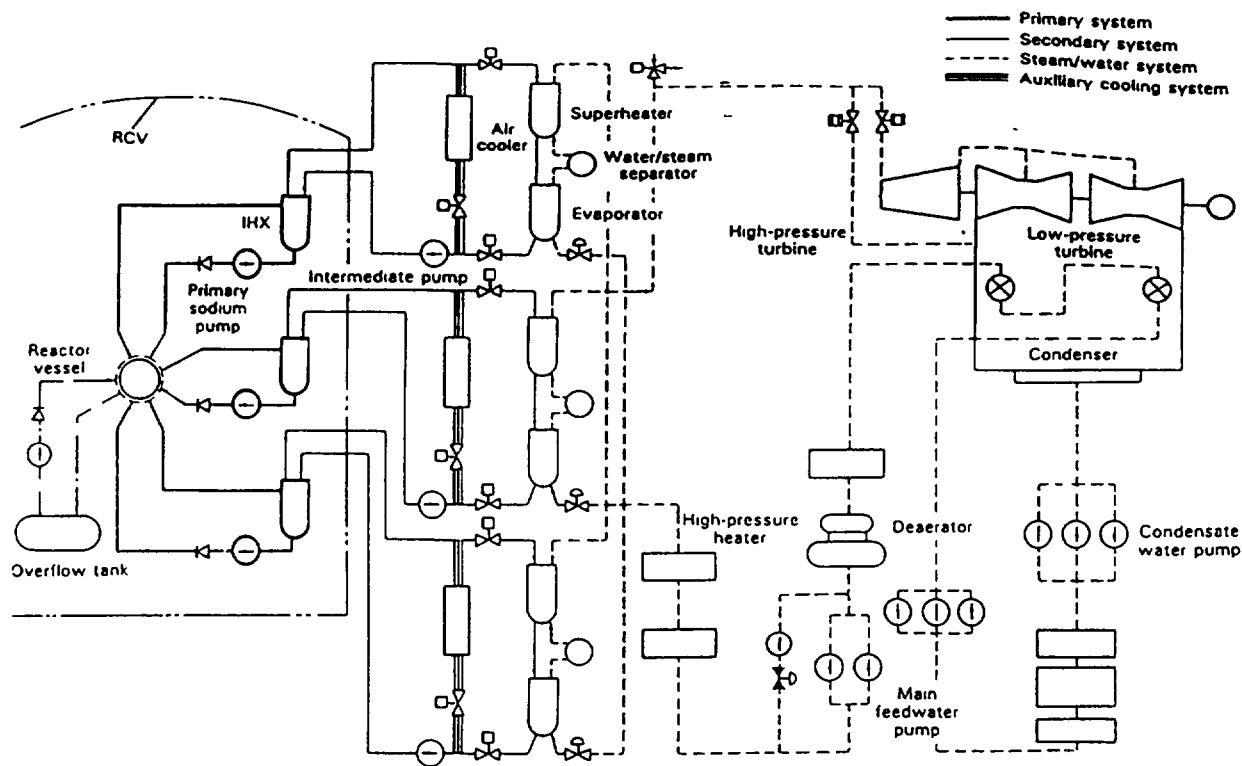 Primary system
Secondary system
Steam/water system
Auxiliary cooling system
RCV
Air
cooler
Superheater
Water/steam
separator
Evaporator
IHX
Intermediate pump
Primary
sodium
pump
Reactor
vessel
Overflow tank
High-pressure
turbine
Low-pressure
turbine
Condenser
High-pressure
heater
Deaerator
Condensate
water pump
Main
feedwater
pump